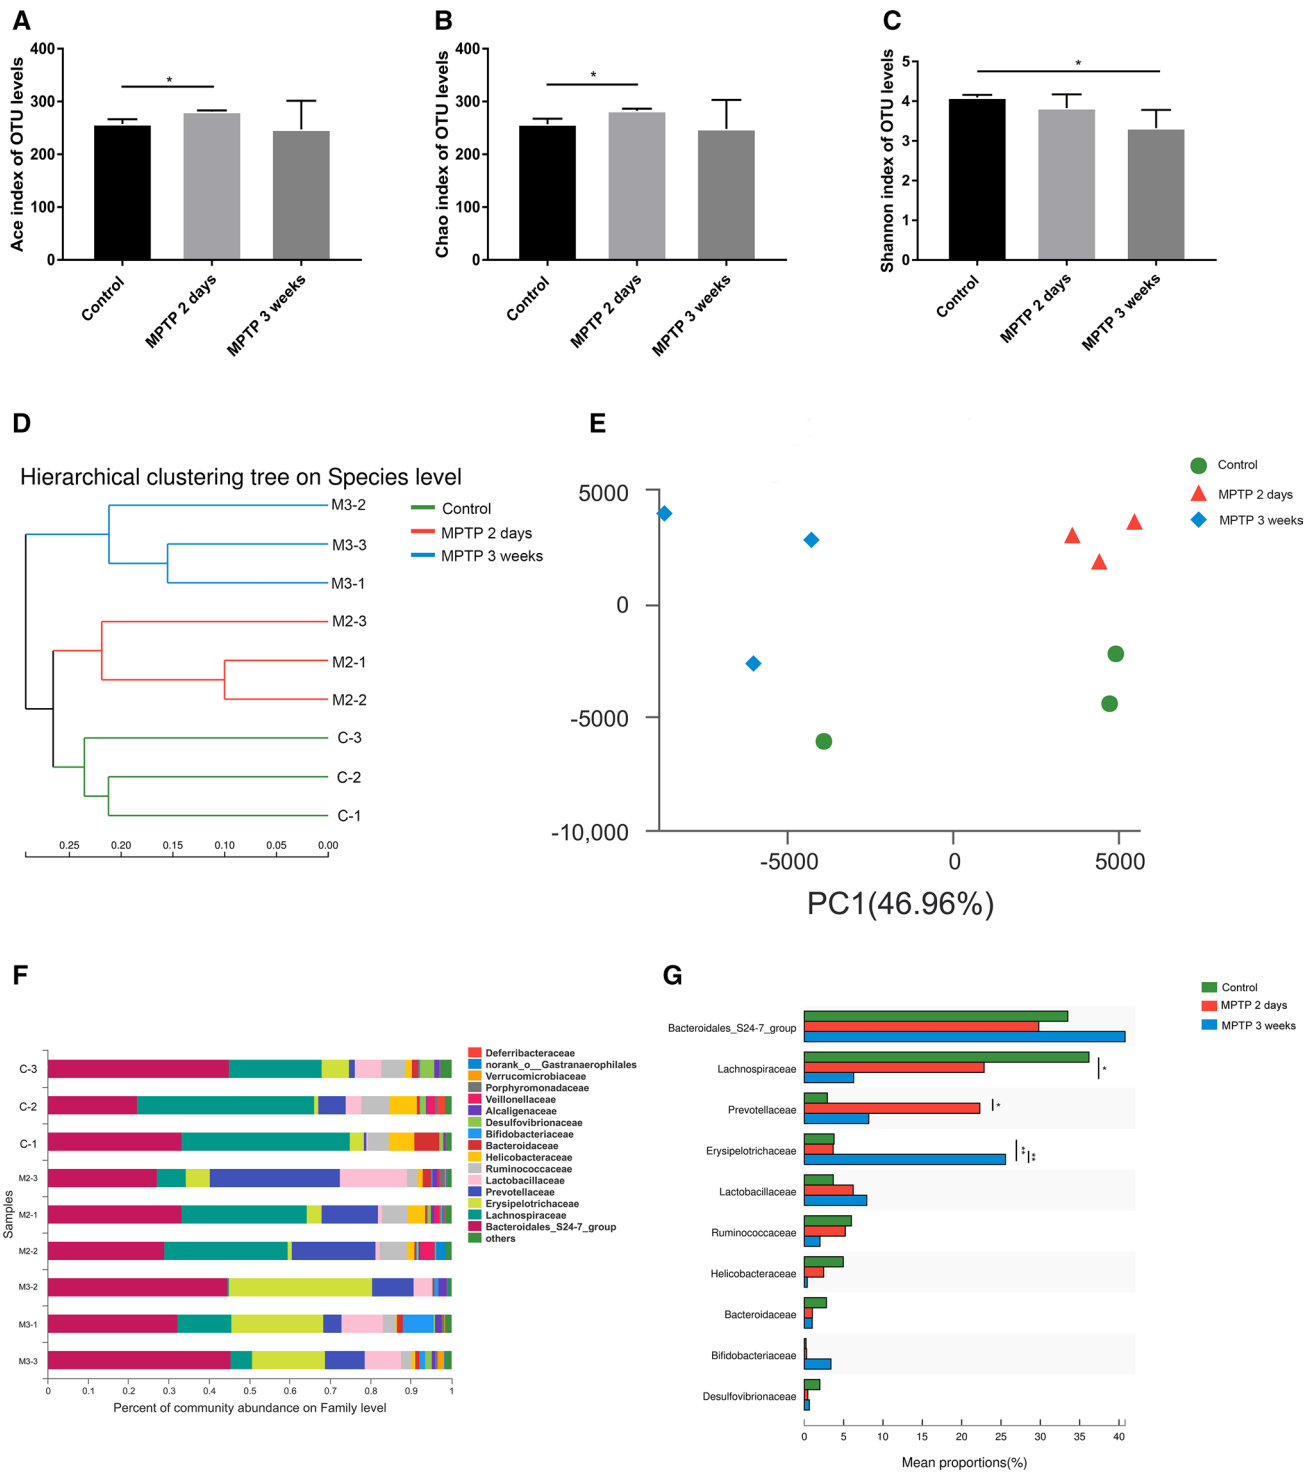 A
B
C
Ace index of OTU levels
400
300
200
100
0
*
Control
MPTP 2 days
MPTP 3 weeks
Chao index of OTU levels
400
300
200
100
0
*
Control
MPTP 2 days
MPTP 3 weeks
Shannon index of OTU levels
5
4
3
2
1
0
*
Control
MPTP 2 days
MPTP 3 weeks
D
Hierarchical clustering tree on Species level
M3-2
M3-3
M3-1
M2-3
M2-1
M2-2
C-3
C-2
C-1
Control
MPTP 2 days
MPTP 3 weeks
0.25 0.20 0.15 0.10 0.05 0.00
E
5000
0
-5000
-10,000
-5000 0 5000
PC1(46.96%)
Control
MPTP 2 days
MPTP 3 weeks
F
Samples
C-3
C-2
C-1
M2-3
M2-1
M2-2
M3-2
M3-1
M3-3
0 0.1 0.2 0.3 0.4 0.5 0.6 0.7 0.8 0.9 1
Percent of community abundance on Family level
Deferribacteraceae
norank_o__Gastranaerophilales
Verrucomicrobiaceae
Porphyromonadaceae
Veillonellaceae
Alcaligenaceae
Desulfovibrionaceae
Bifidobacteriaceae
Bacteroidaceae
Helicobacteraceae
Ruminococcaceae
Lactobacillaceae
Prevotellaceae
Erysipelotrichaceae
Lachnospiraceae
Bacteroidales_S24-7_group
others
G
Control
MPTP 2 days
MPTP 3 weeks
Bacteroidales_S24-7_group
Lachnospiraceae
*
Prevotellaceae
*
Erysipelotrichaceae
**
**
Lactobacillaceae
Ruminococcaceae
Helicobacteraceae
Bacteroidaceae
Bifidobacteriaceae
Desulfovibrionaceae
0 5 10 15 20 25 30 35 40
Mean proportions(%)